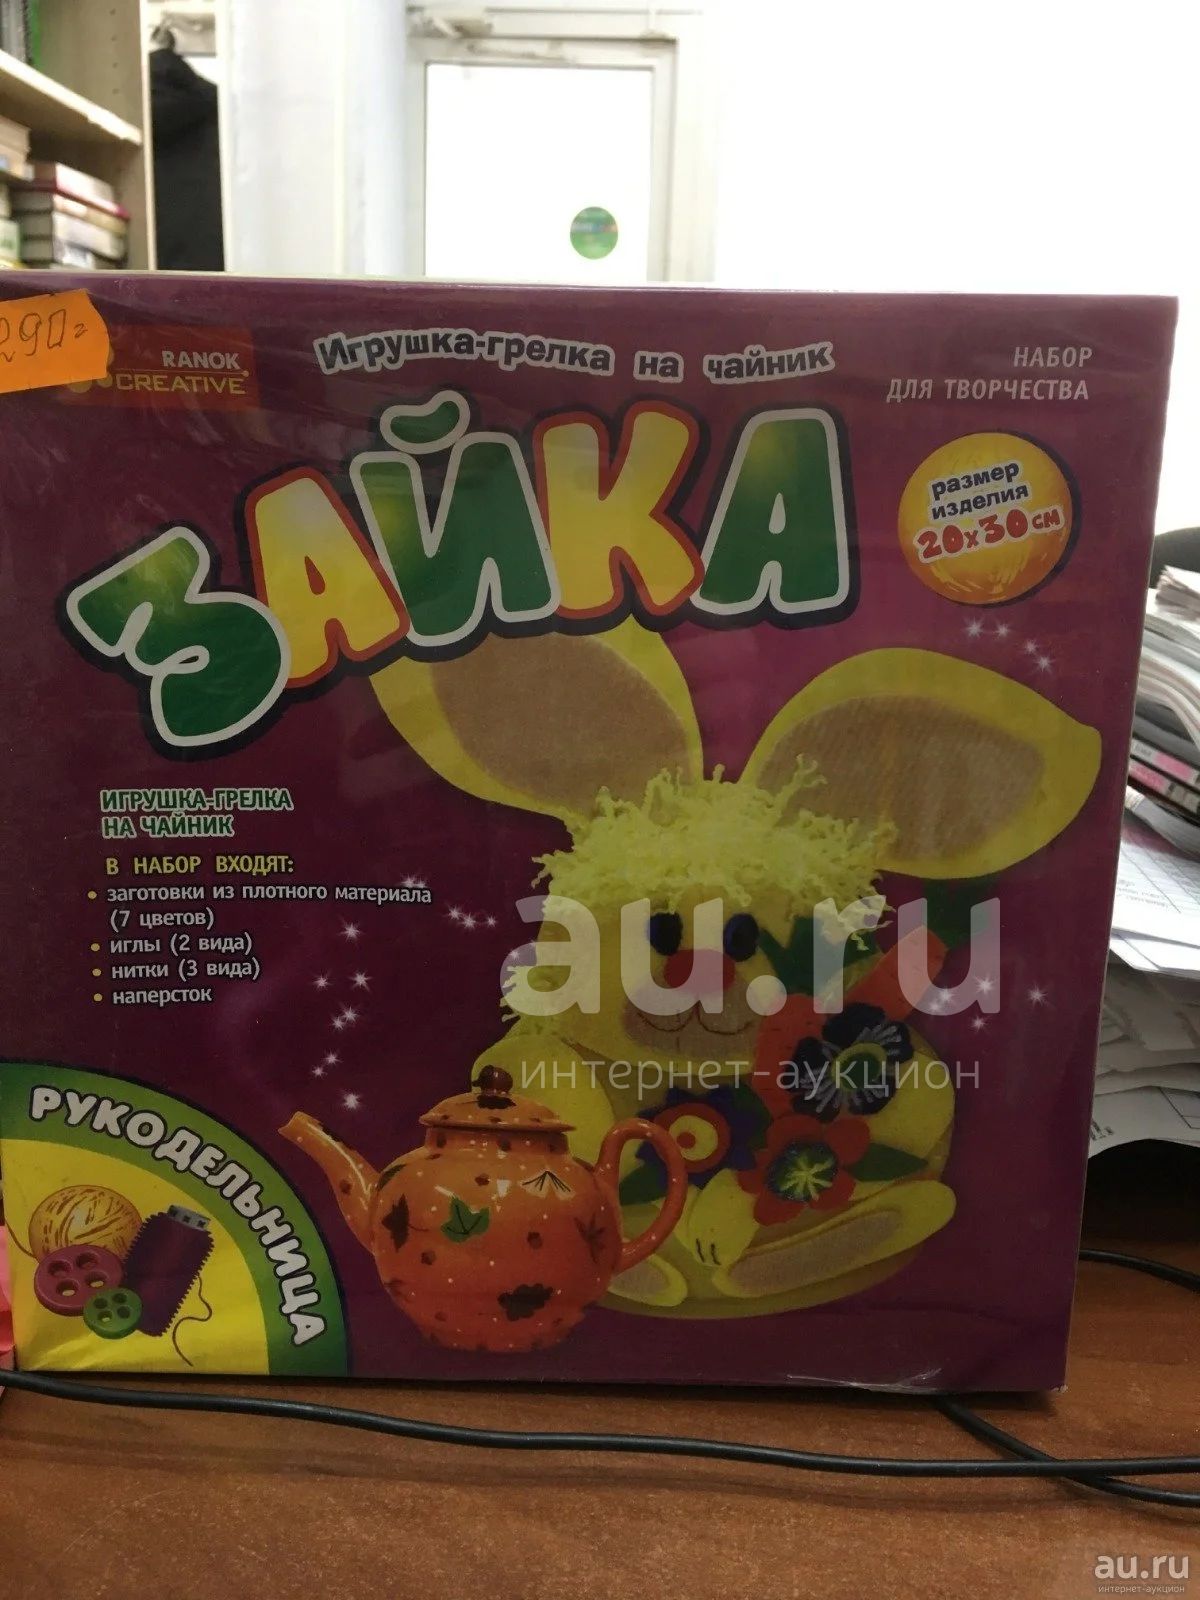 290=
RANOK
CREATIVE®
Игрушка-грелка на чайник
НАБОР
ДЛЯ ТВОРЧЕСТВА
ЗАЙКА
размер
изделия
20х30 см
ИГРУШКА-ГРЕЛКА
НА ЧАЙНИК
В НАБОР ВХОДЯТ:
• заготовки из плотного материала
(7 цветов)
• иглы (2 вида)
• нитки (3 вида)
• наперсток
au.ru
интернет-аукцион
РУКОДЕЛЬНИЦА
au.ru
интернет-аукцион